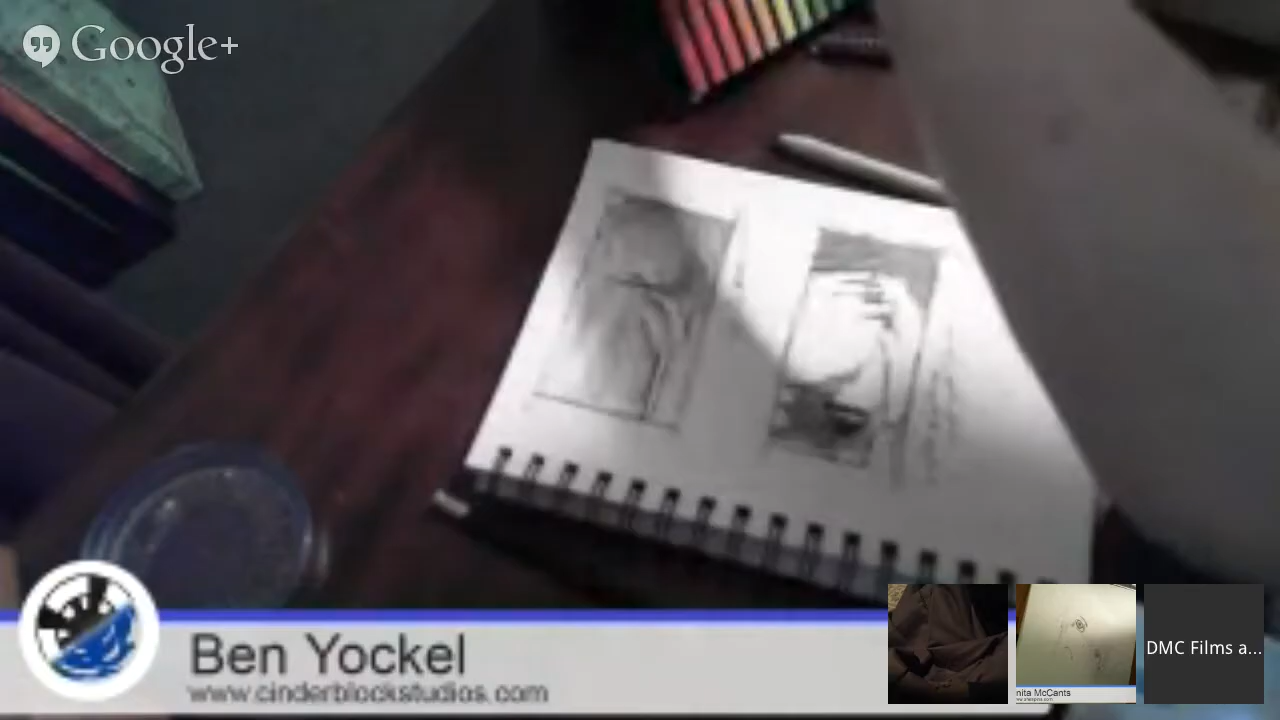 Google+
Ben Yockel
www.cinderblockstudios.com
nita McCants
DMC Films a...